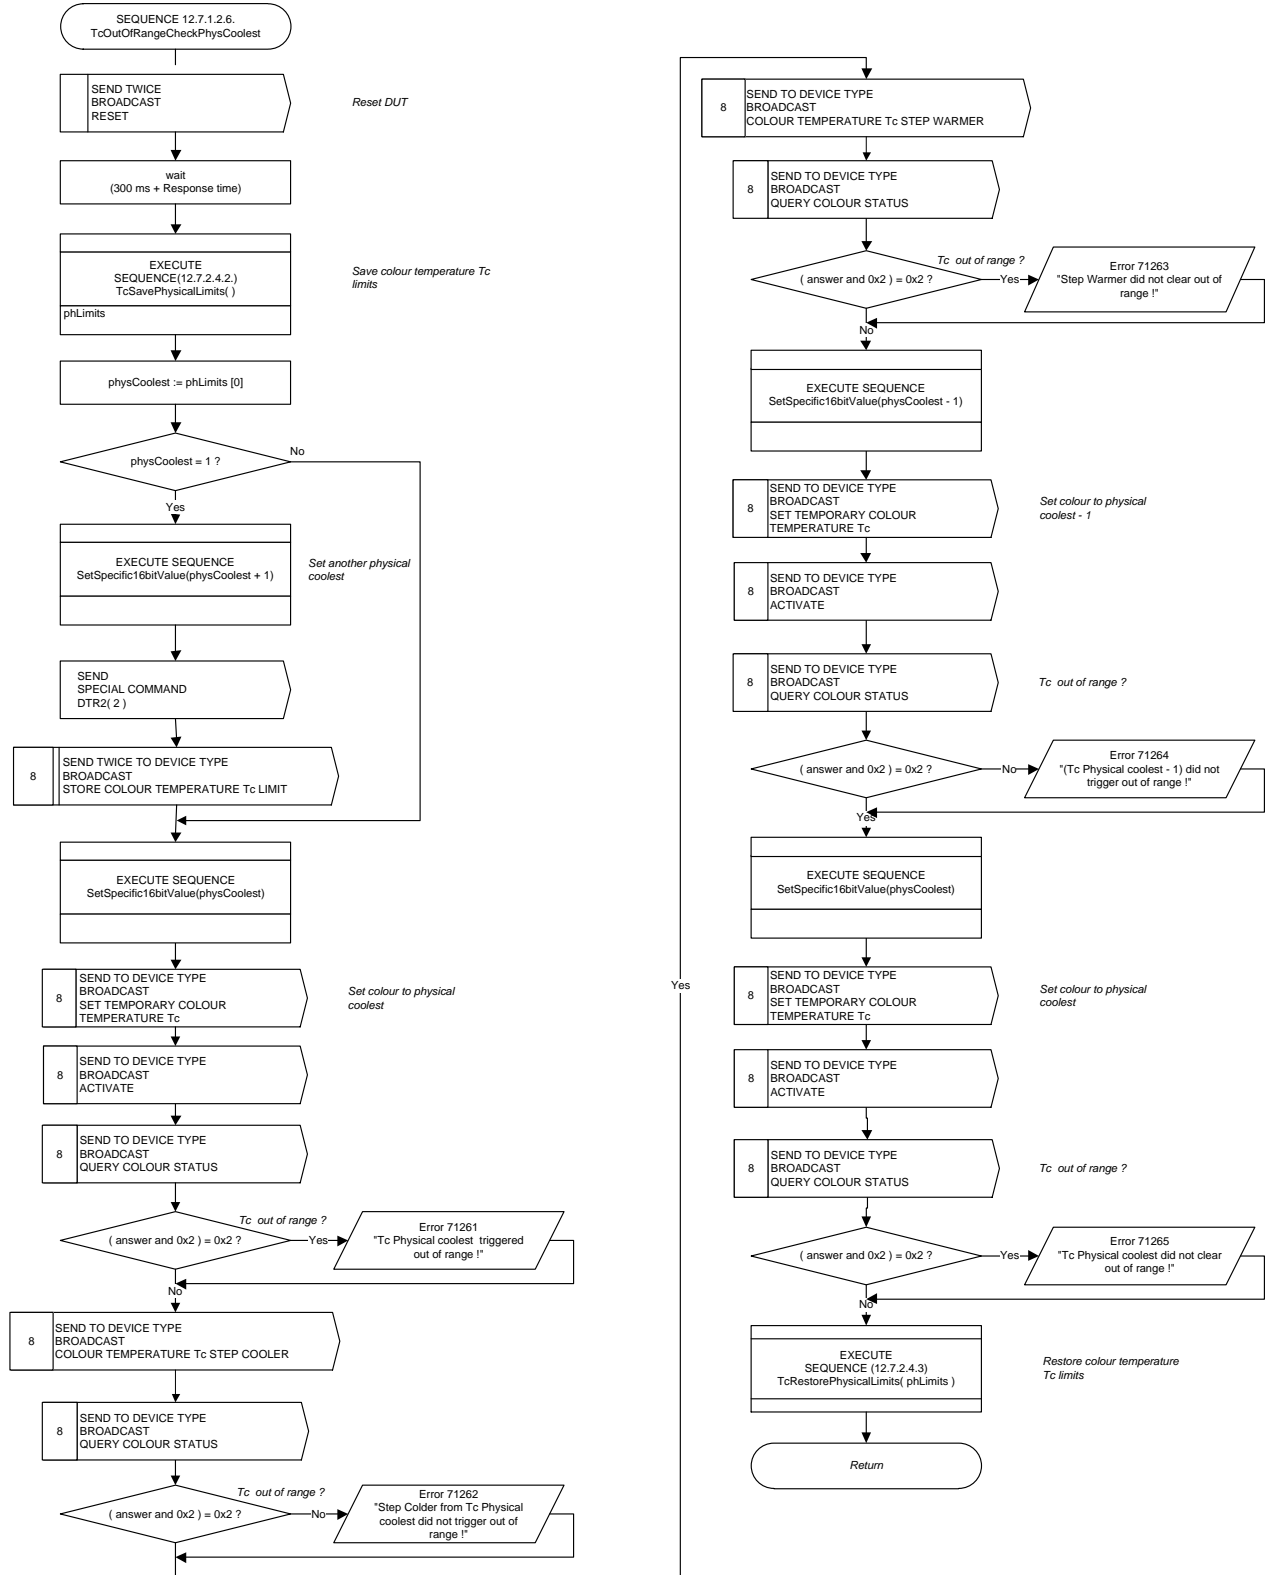 SEQUENCE 12.7.1.2.6.
TcOutOfRangeCheckPhysCoolest
SEND TWICE
BROADCAST
RESET
Reset DUT
wait
(300 ms + Response time)
EXECUTE
SEQUENCE(12.7.2.4.2.)
TcSavePhysicalLimits( )
phLimits
Save colour temperature Tc
limits
physCoolest := phLimits [0]
physCoolest = 1 ?
No
Yes
EXECUTE SEQUENCE
SetSpecific16bitValue(physCoolest + 1)
Set another physical
coolest
SEND
SPECIAL COMMAND
DTR2( 2 )
8
SEND TWICE TO DEVICE TYPE
BROADCAST
STORE COLOUR TEMPERATURE Tc LIMIT
EXECUTE SEQUENCE
SetSpecific16bitValue(physCoolest)
8
SEND TO DEVICE TYPE
BROADCAST
SET TEMPORARY COLOUR
TEMPERATURE Tc
Set colour to physical
coolest
8
SEND TO DEVICE TYPE
BROADCAST
ACTIVATE
8
SEND TO DEVICE TYPE
BROADCAST
QUERY COLOUR STATUS
Tc out of range ?
( answer and 0x2 ) = 0x2 ?
Yes
Error 71261
"Tc Physical coolest triggered
out of range !"
No
8
SEND TO DEVICE TYPE
BROADCAST
COLOUR TEMPERATURE Tc STEP COOLER
8
SEND TO DEVICE TYPE
BROADCAST
QUERY COLOUR STATUS
Tc out of range ?
( answer and 0x2 ) = 0x2 ?
No
Error 71262
"Step Colder from Tc Physical
coolest did not trigger out of
range !"
Yes
8
SEND TO DEVICE TYPE
BROADCAST
COLOUR TEMPERATURE Tc STEP WARMER
8
SEND TO DEVICE TYPE
BROADCAST
QUERY COLOUR STATUS
Tc out of range ?
( answer and 0x2 ) = 0x2 ?
Yes
Error 71263
"Step Warmer did not clear out of
range !"
No
EXECUTE SEQUENCE
SetSpecific16bitValue(physCoolest - 1)
8
SEND TO DEVICE TYPE
BROADCAST
SET TEMPORARY COLOUR
TEMPERATURE Tc
Set colour to physical
coolest - 1
8
SEND TO DEVICE TYPE
BROADCAST
ACTIVATE
8
SEND TO DEVICE TYPE
BROADCAST
QUERY COLOUR STATUS
Tc out of range ?
( answer and 0x2 ) = 0x2 ?
No
Error 71264
"(Tc Physical coolest - 1) did not
trigger out of range !"
Yes
EXECUTE SEQUENCE
SetSpecific16bitValue(physCoolest)
8
SEND TO DEVICE TYPE
BROADCAST
SET TEMPORARY COLOUR
TEMPERATURE Tc
Set colour to physical
coolest
8
SEND TO DEVICE TYPE
BROADCAST
ACTIVATE
8
SEND TO DEVICE TYPE
BROADCAST
QUERY COLOUR STATUS
Tc out of range ?
( answer and 0x2 ) = 0x2 ?
Yes
Error 71265
"Tc Physical coolest did not clear
out of range !"
No
EXECUTE
SEQUENCE (12.7.2.4.3)
TcRestorePhysicalLimits( phLimits )
Restore colour temperature
Tc limits
Return